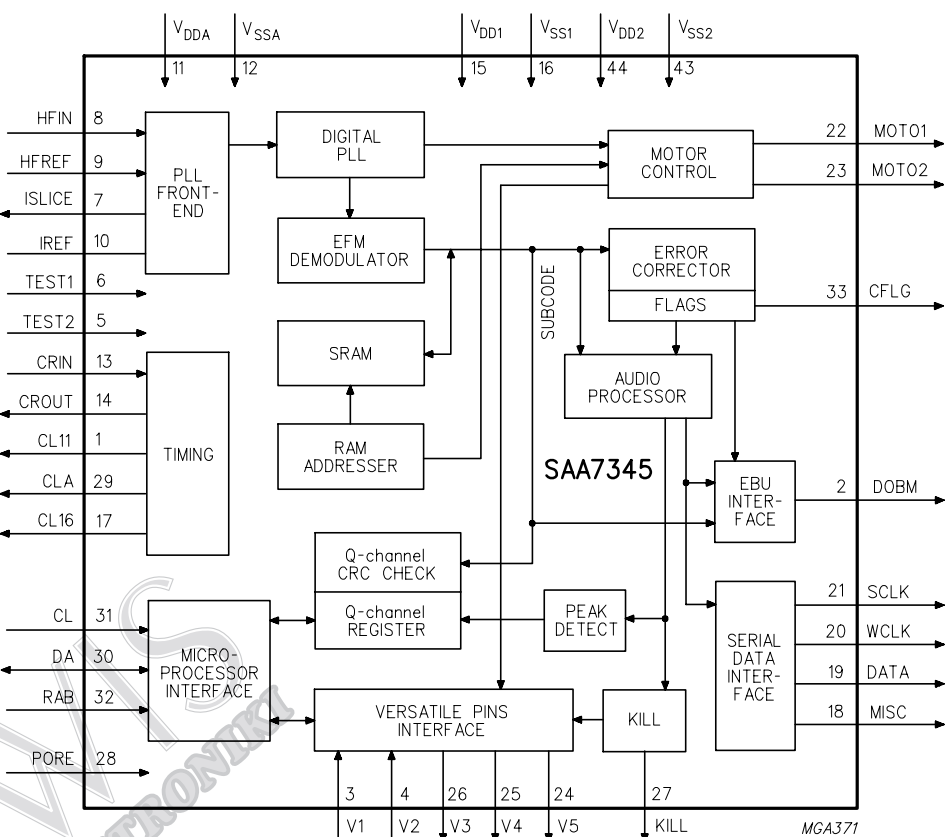 VDDA VSSA VDD1 VSS1 VDD2 VSS2
11 12 15 16 44 43
HFIN 8
HFREF 9
ISLICE 7
IREF 10
TEST1 6
TEST2 5
CRIN 13
CROUT 14
CL11 1
CLA 29
CL16 17
CL 31
DA 30
RAB 32
PORE 28
PLL
FRONT-
END
DIGITAL
PLL
MOTOR
CONTROL
22 MOTO1
23 MOTO2
EFM
DEMODULATOR
ERROR
CORRECTOR
FLAGS
33 CFLG
SUBCODE
SRAM
AUDIO
PROCESSOR
TIMING
RAM
ADDRESSER
SAA7345
EBU
INTER-
FACE
2 DOBM
Q-channel
CRC CHECK
Q-channel
REGISTER
PEAK
DETECT
MICRO-
PROCESSOR
INTERFACE
SERIAL
DATA
INTER-
FACE
21 SCLK
20 WCLK
19 DATA
18 MISC
VERSATILE PINS
INTERFACE
KILL
3 4 26 25 24 27
V1 V2 V3 V4 V5 KILL
MGA371